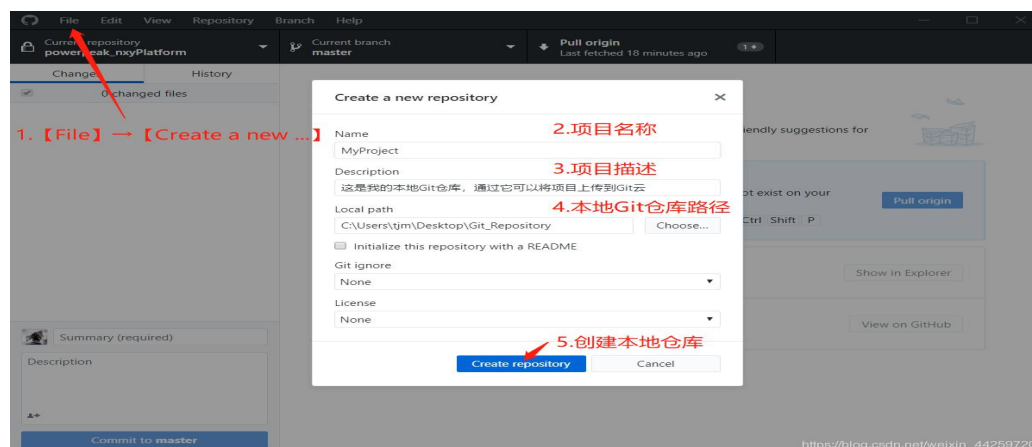 File Edit View Repository Branch Help
Current repository
powerpeak_nxyPlatform
Current branch
master
Pull origin
Last fetched 18 minutes ago
1
Changes History
0 changed files
1.【File】→【Create a new ...】
Create a new repository
Name
2.项目名称
MyProject
Description
3.项目描述
这是我的本地Git仓库，通过它可以将项目上传到Git云
Local path
4.本地Git仓库路径
C:\Users\tjm\Desktop\Git_Repository
Choose...
Initialize this repository with a README
Git ignore
None
License
None
5.创建本地仓库
Create repository
Cancel
iendly suggestions for
ot exist on your
Pull origin
Ctrl Shift P
Show in Explorer
View on GitHub
Summary (required)
Description
Commit to master
https://blog.csdn.net/weixin_44259720